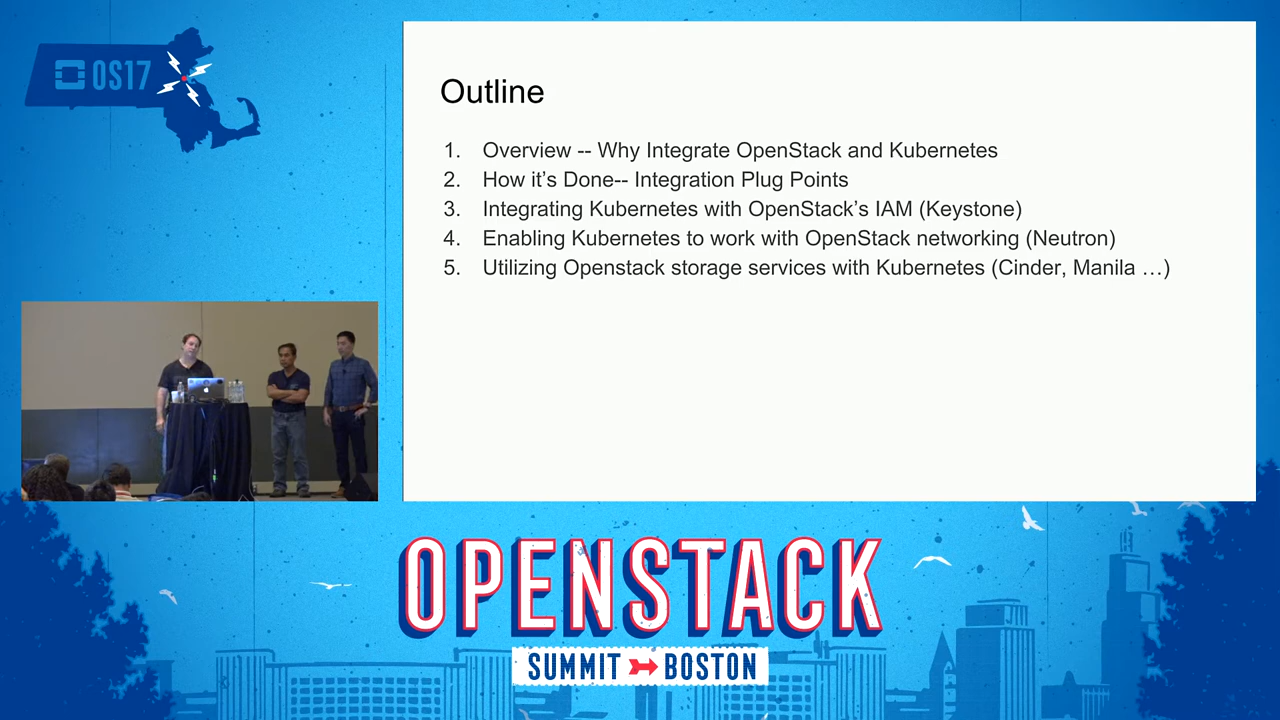 OS17
Outline
1. Overview -- Why Integrate OpenStack and Kubernetes
2. How it's Done-- Integration Plug Points
3. Integrating Kubernetes with OpenStack's IAM (Keystone)
4. Enabling Kubernetes to work with OpenStack networking (Neutron)
5. Utilizing Openstack storage services with Kubernetes (Cinder, Manila …)
OPENSTACK
SUMMIT BOSTON